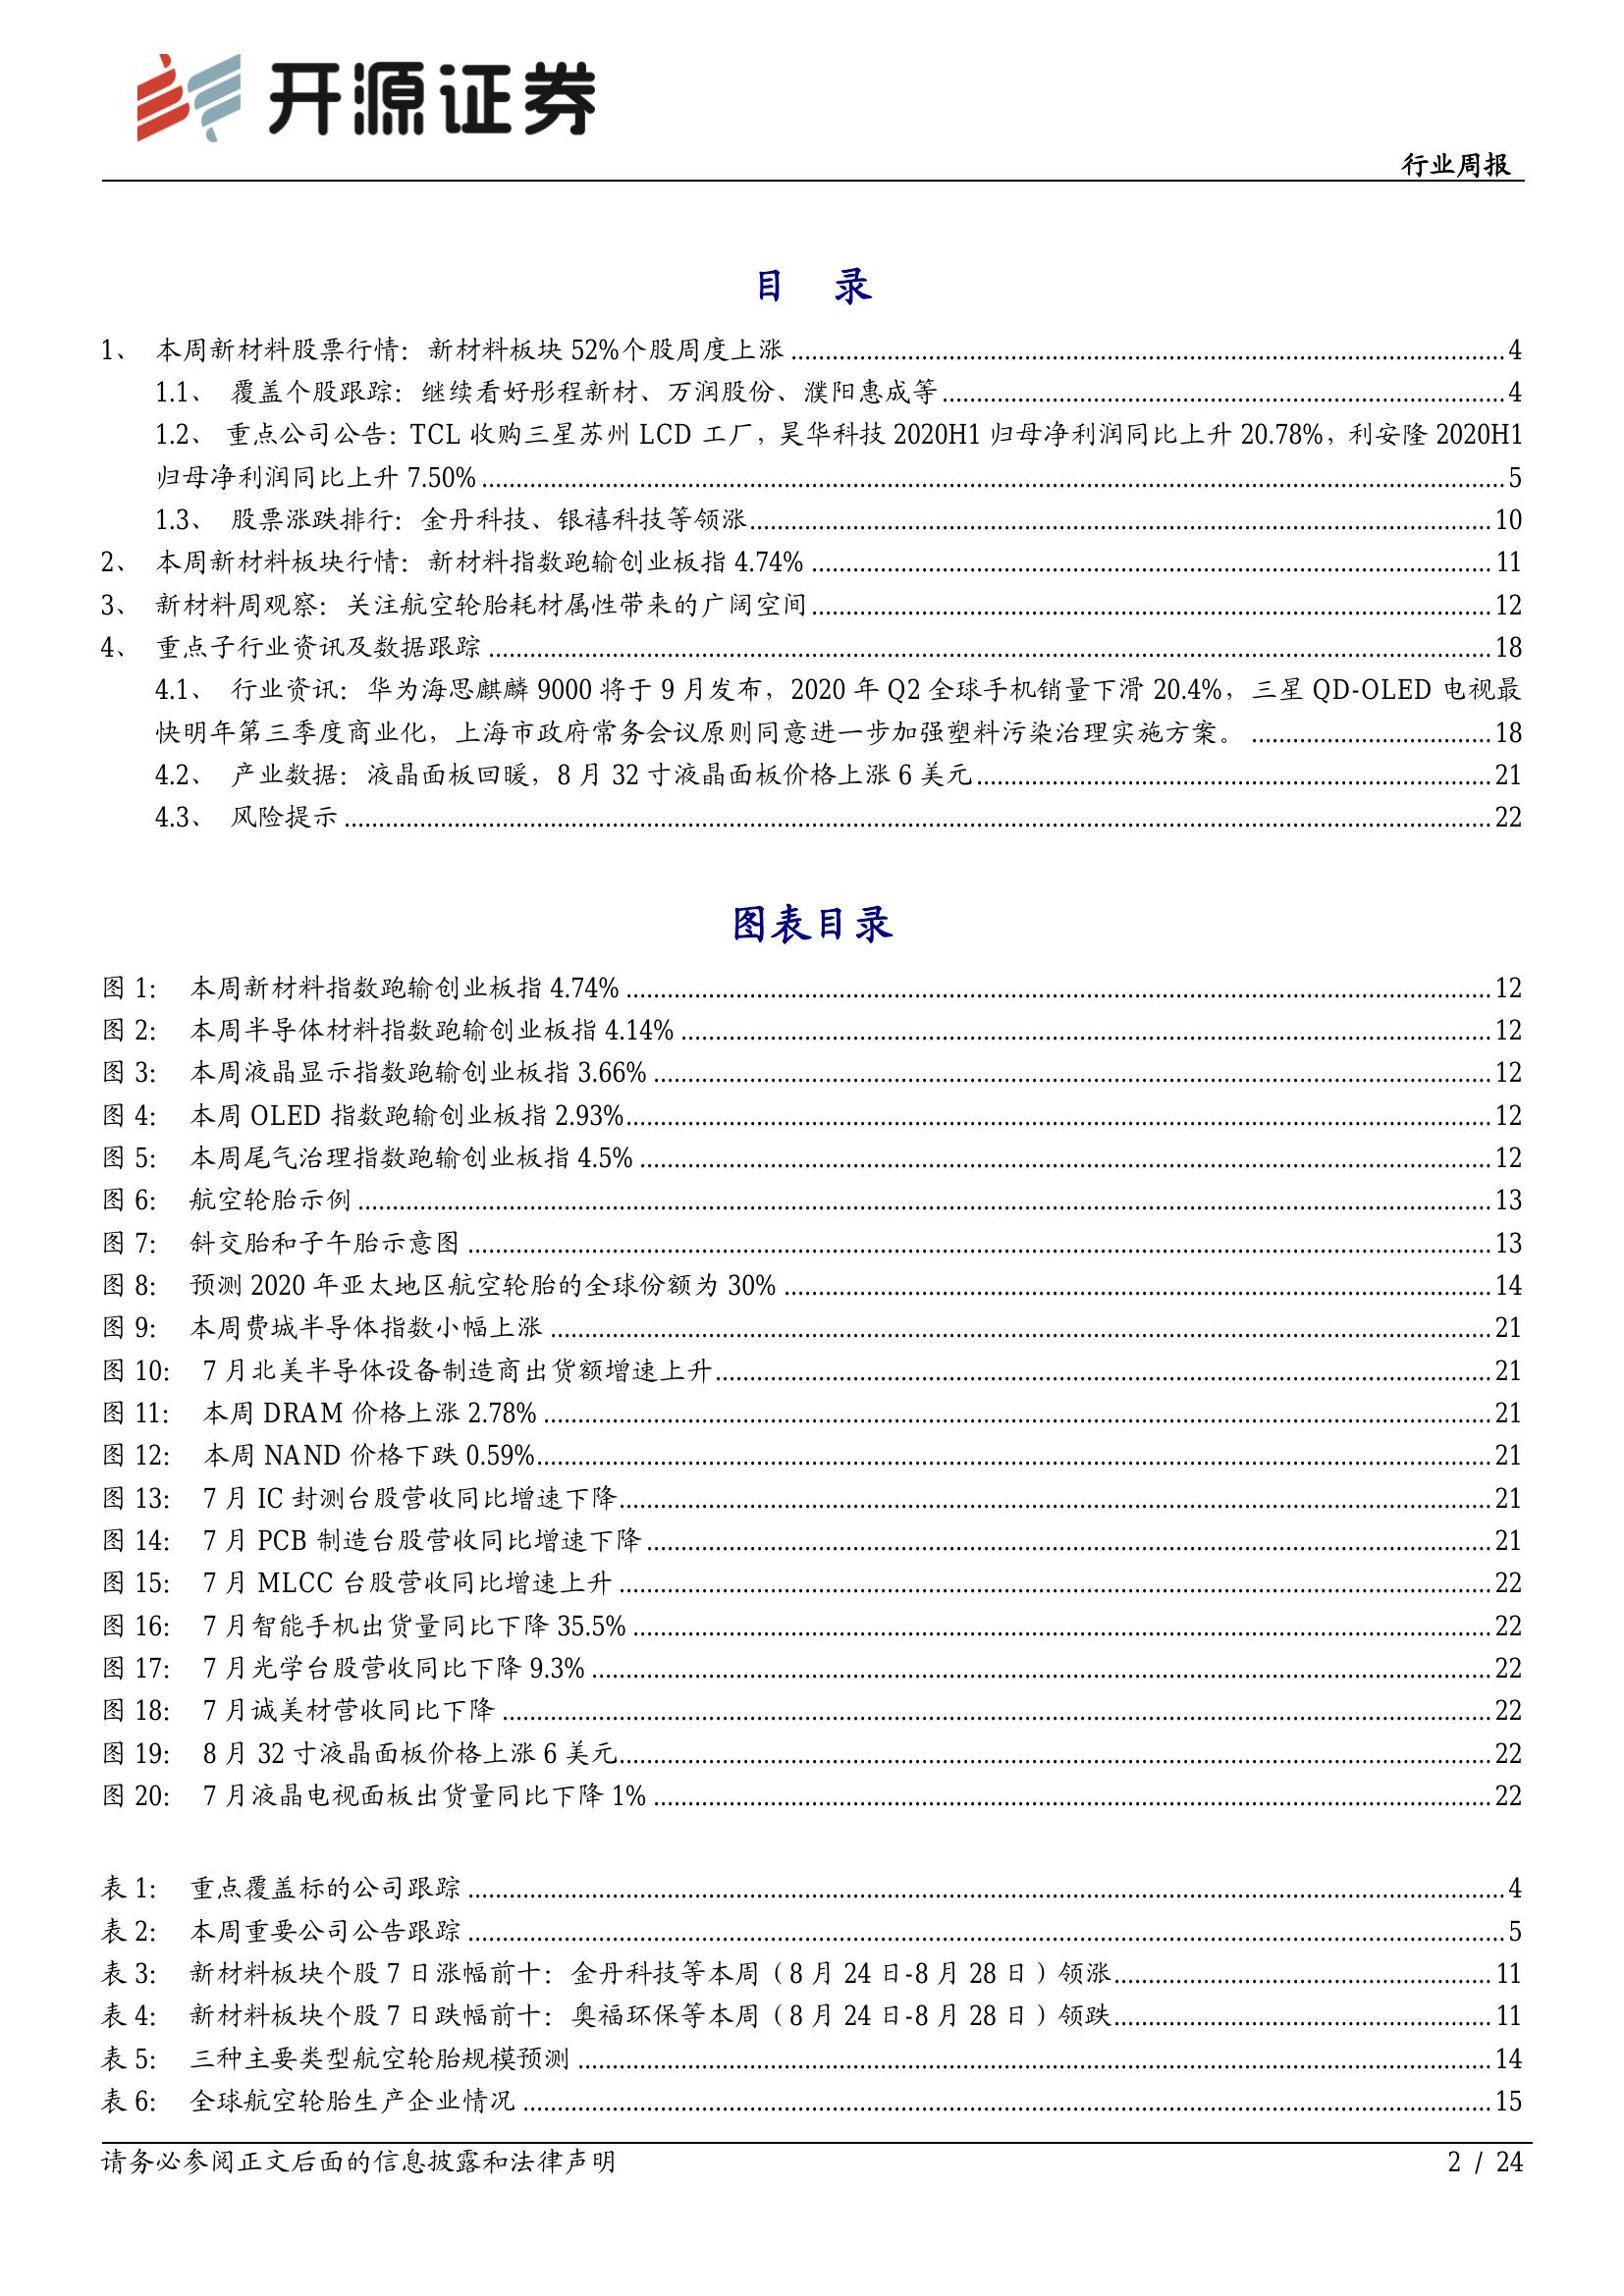 开源证券
行业周报
目 录
1、 本周新材料股票行情：新材料板块 52%个股周度上涨 ........ 4
1.1、 覆盖个股跟踪：继续看好彤程新材、万润股份、濮阳惠成等 ........ 4
1.2、 重点公司公告：TCL 收购三星苏州 LCD 工厂，昊华科技 2020H1 归母净利润同比上升 20.78%，利安隆 2020H1
归母净利润同比上升 7.50% ........ 5
1.3、 股票涨跌排行：金丹科技、银禧科技等领涨 ........ 10
2、 本周新材料板块行情：新材料指数跑输创业板指 4.74% ........ 11
3、 新材料周观察：关注航空轮胎耗材属性带来的广阔空间 ........ 12
4、 重点子行业资讯及数据跟踪 ........ 18
4.1、 行业资讯：华为海思麒麟 9000 将于 9 月发布，2020 年 Q2 全球手机销量下滑 20.4%，三星 QD-OLED 电视最
快明年第三季度商业化，上海市政府常务会议原则同意进一步加强塑料污染治理实施方案。 ........ 18
4.2、 产业数据：液晶面板回暖，8 月 32 寸液晶面板价格上涨 6 美元 ........ 21
4.3、 风险提示 ........ 22
图表目录
图 1： 本周新材料指数跑输创业板指 4.74% ........ 12
图 2： 本周半导体材料指数跑输创业板指 4.14% ........ 12
图 3： 本周液晶显示指数跑输创业板指 3.66% ........ 12
图 4： 本周 OLED 指数跑输创业板指 2.93% ........ 12
图 5： 本周尾气治理指数跑输创业板指 4.5% ........ 12
图 6： 航空轮胎示例 ........ 13
图 7： 斜交胎和子午胎示意图 ........ 13
图 8： 预测 2020 年亚太地区航空轮胎的全球份额为 30% ........ 14
图 9： 本周费城半导体指数小幅上涨 ........ 21
图 10： 7 月北美半导体设备制造商出货额增速上升 ........ 21
图 11： 本周 DRAM 价格上涨 2.78% ........ 21
图 12： 本周 NAND 价格下跌 0.59% ........ 21
图 13： 7 月 IC 封测台股营收同比增速下降 ........ 21
图 14： 7 月 PCB 制造台股营收同比增速下降 ........ 21
图 15： 7 月 MLCC 台股营收同比增速上升 ........ 22
图 16： 7 月智能手机出货量同比下降 35.5% ........ 22
图 17： 7 月光学台股营收同比下降 9.3% ........ 22
图 18： 7 月诚美材营收同比下降 ........ 22
图 19： 8 月 32 寸液晶面板价格上涨 6 美元 ........ 22
图 20： 7 月液晶电视面板出货量同比下降 1% ........ 22
表 1： 重点覆盖标的公司跟踪 ........ 4
表 2： 本周重要公司公告跟踪 ........ 5
表 3： 新材料板块个股 7 日涨幅前十：金丹科技等本周（8 月 24 日-8 月 28 日）领涨 ........ 11
表 4： 新材料板块个股 7 日跌幅前十：奥福环保等本周（8 月 24 日-8 月 28 日）领跌 ........ 11
表 5： 三种主要类型航空轮胎规模预测 ........ 14
表 6： 全球航空轮胎生产企业情况 ........ 15
请务必参阅正文后面的信息披露和法律声明
2 / 24